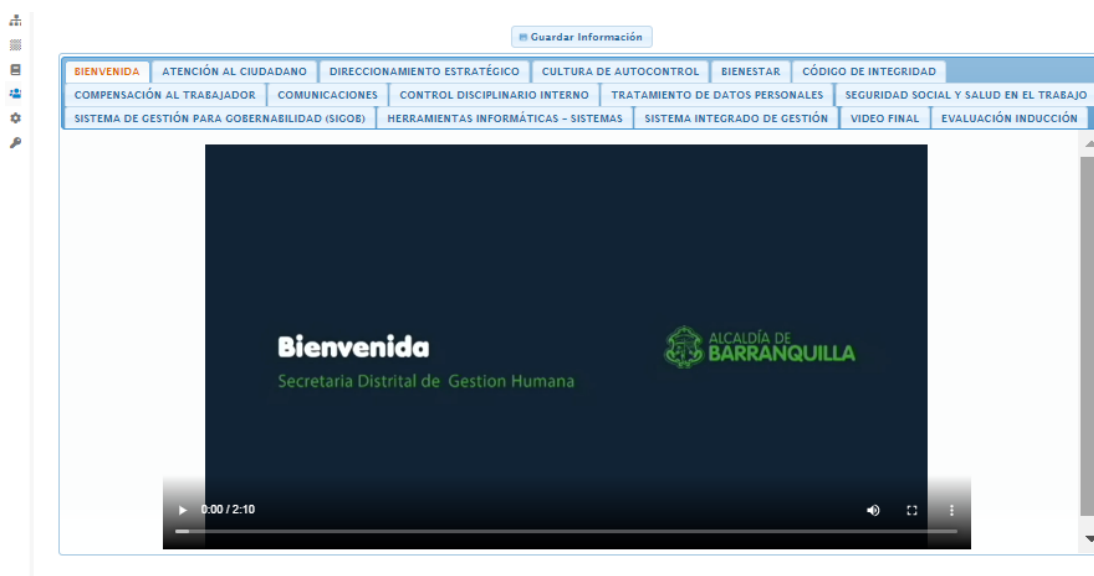 Guardar Información
BIENVENIDA ATENCIÓN AL CIUDADANO DIRECCIONAMIENTO ESTRATÉGICO CULTURA DE AUTOCONTROL BIENESTAR CÓDIGO DE INTEGRIDAD
COMPENSACIÓN AL TRABAJADOR COMUNICACIONES CONTROL DISCIPLINARIO INTERNO TRATAMIENTO DE DATOS PERSONALES SEGURIDAD SOCIAL Y SALUD EN EL TRABAJO
SISTEMA DE GESTIÓN PARA GOBERNABILIDAD (SIGOB) HERRAMIENTAS INFORMÁTICAS - SISTEMAS SISTEMA INTEGRADO DE GESTIÓN VIDEO FINAL EVALUACIÓN INDUCCIÓN
Bienvenida
Secretaria Distrital de Gestion Humana
ALCALDÍA DE
BARRANQUILLA
0:00 / 2:10